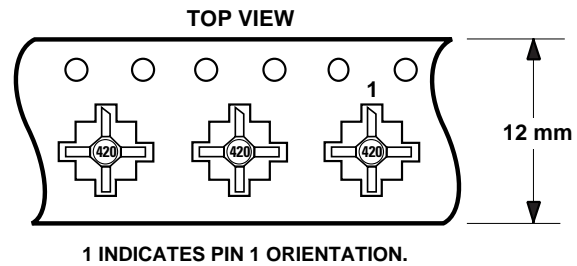 TOP VIEW
1
420 420 420
12 mm
1 INDICATES PIN 1 ORIENTATION.